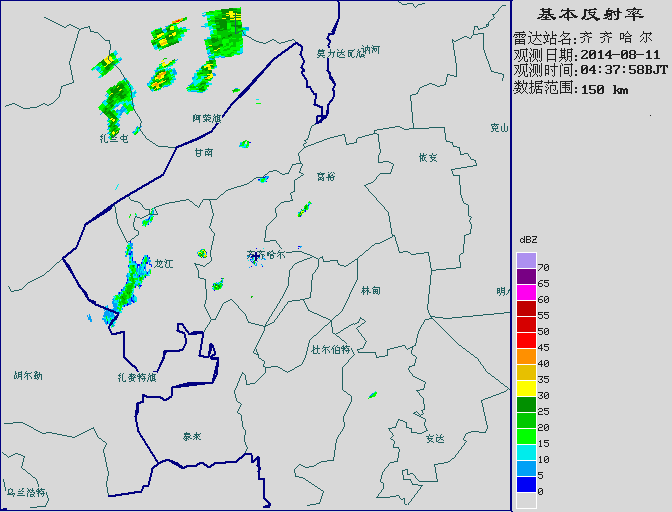 基本反射率
雷达站名:齐 齐 哈 尔
观测日期:2014-08-11
观测时间:04:37:58BJT
数据范围:150 km
莫力达瓦旗
讷河
阿荣旗
克山
扎兰屯
甘南
依安
富裕
齐齐哈尔
龙江
林甸
明水
杜尔伯特
胡尔勒
扎赉特旗
泰来
安达
乌兰浩特
dBZ
70
65
60
55
50
45
40
35
30
25
20
15
10
5
0